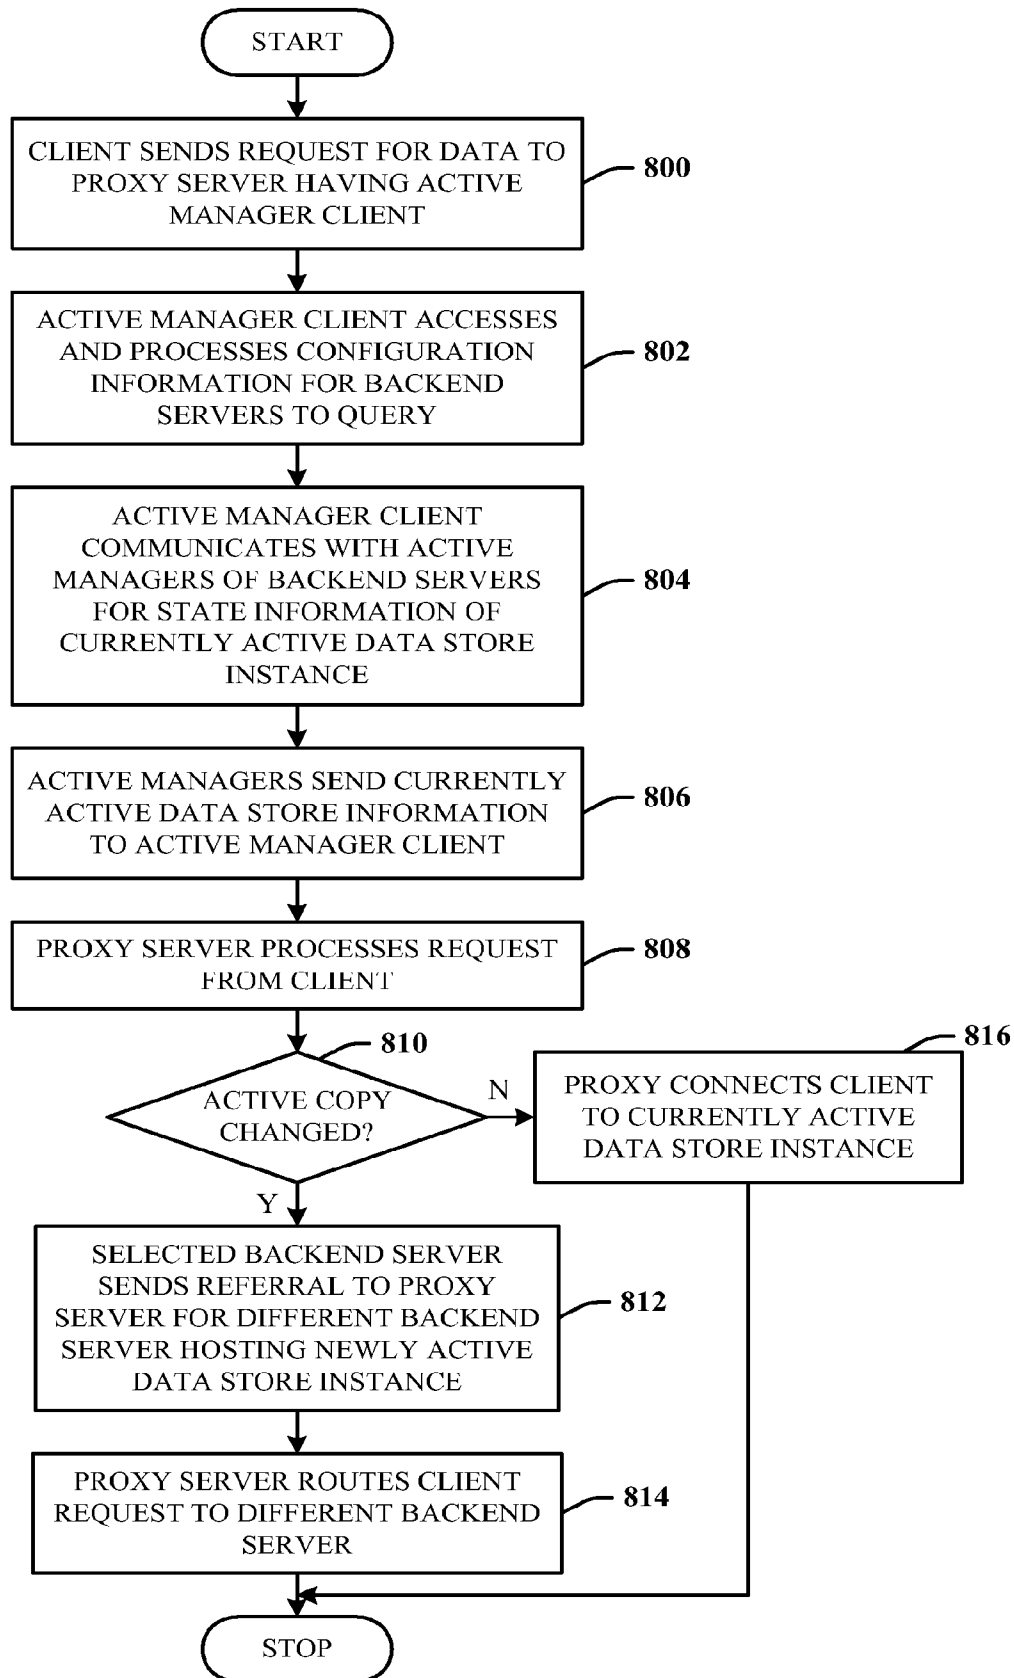 START
CLIENT SENDS REQUEST FOR DATA TO
PROXY SERVER HAVING ACTIVE
MANAGER CLIENT
800
ACTIVE MANAGER CLIENT ACCESSES
AND PROCESSES CONFIGURATION
INFORMATION FOR BACKEND
SERVERS TO QUERY
802
ACTIVE MANAGER CLIENT
COMMUNICATES WITH ACTIVE
MANAGERS OF BACKEND SERVERS
FOR STATE INFORMATION OF
CURRENTLY ACTIVE DATA STORE
INSTANCE
804
ACTIVE MANAGERS SEND CURRENTLY
ACTIVE DATA STORE INFORMATION
TO ACTIVE MANAGER CLIENT
806
PROXY SERVER PROCESSES REQUEST
FROM CLIENT
808
ACTIVE COPY
CHANGED?
810
N
PROXY CONNECTS CLIENT
TO CURRENTLY ACTIVE
DATA STORE INSTANCE
816
Y
SELECTED BACKEND SERVER
SENDS REFERRAL TO PROXY
SERVER FOR DIFFERENT BACKEND
SERVER HOSTING NEWLY ACTIVE
DATA STORE INSTANCE
812
PROXY SERVER ROUTES CLIENT
REQUEST TO DIFFERENT BACKEND
SERVER
814
STOP